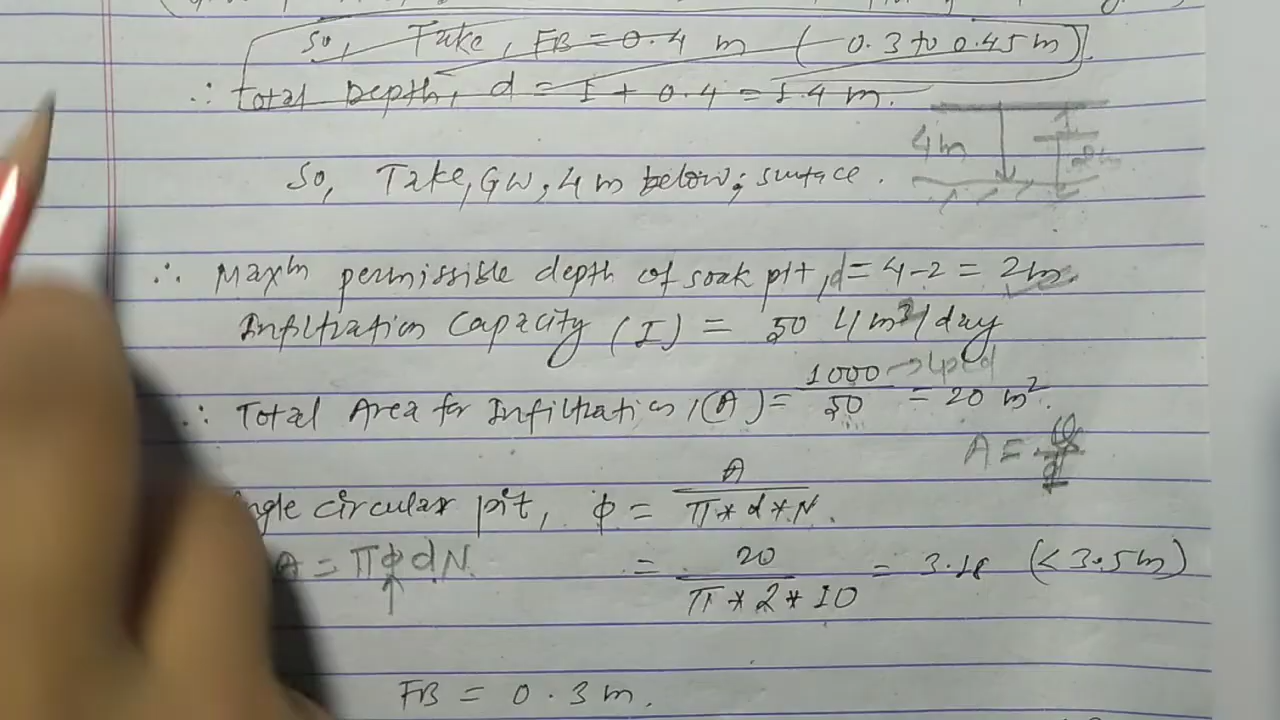 So, Take, FB = 0.4 m (0.3 to 0.45m)
∴ total Depth, d = 1 + 0.4 = 1.4 m.
4m
So, Take, GW, 4 m below; surface.
∴ Maxᵐ permissible depth of soak pit, d = 4-2 = 2m
Infiltration Capacity (I) = 50 l/m²/day
∴ Total Area for Infiltration, (A) = 1000/50 = 20 m².
A = Q/I
ngle circular pit, φ = A/π*d*N.
A = πφdN = 20/π*2*10 = 3.18 (<3.5m)
FB = 0.3 m.